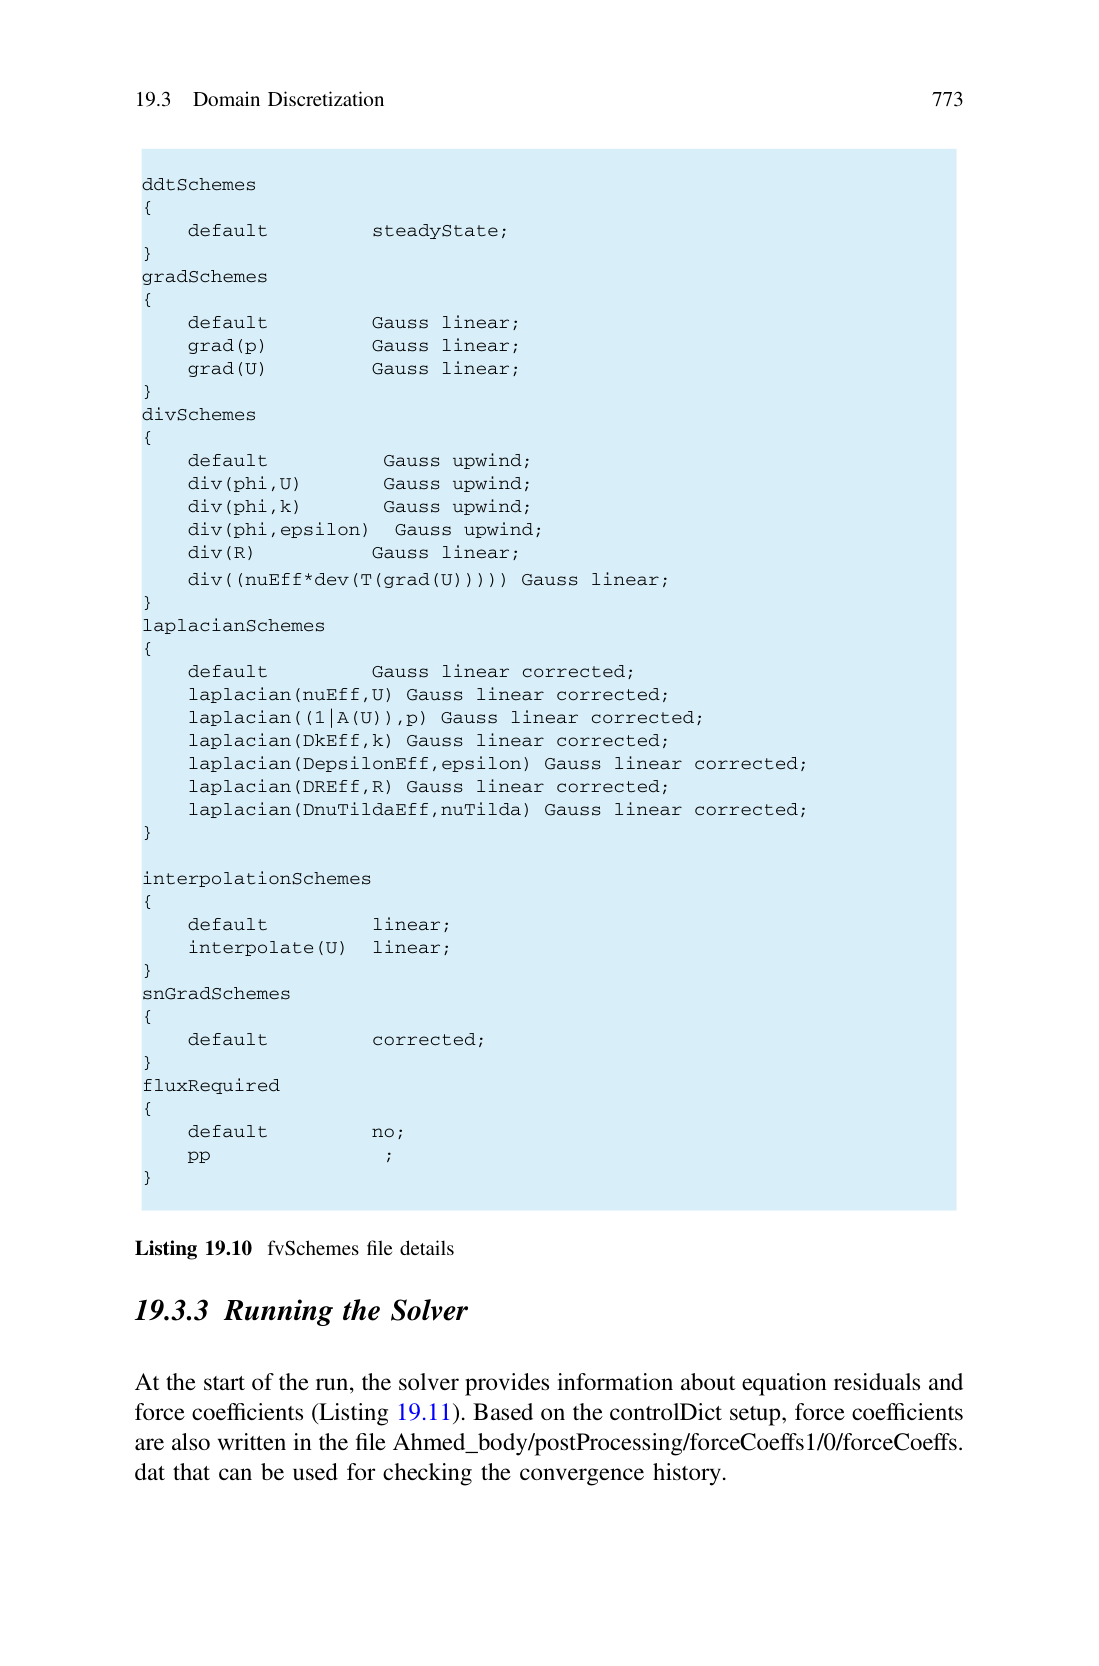 19.3 Domain Discretization 773
ddtSchemes
{
    default         steadyState;
}
gradSchemes
{
    default         Gauss linear;
    grad(p)         Gauss linear;
    grad(U)         Gauss linear;
}
divSchemes
{
    default          Gauss upwind;
    div(phi,U)       Gauss upwind;
    div(phi,k)       Gauss upwind;
    div(phi,epsilon)  Gauss upwind;
    div(R)          Gauss linear;
    div((nuEff*dev(T(grad(U))))) Gauss linear;
}
laplacianSchemes
{
    default         Gauss linear corrected;
    laplacian(nuEff,U) Gauss linear corrected;
    laplacian((1|A(U)),p) Gauss linear corrected;
    laplacian(DkEff,k) Gauss linear corrected;
    laplacian(DepsilonEff,epsilon) Gauss linear corrected;
    laplacian(DREff,R) Gauss linear corrected;
    laplacian(DnuTildaEff,nuTilda) Gauss linear corrected;
}
interpolationSchemes
{
    default         linear;
    interpolate(U)  linear;
}
snGradSchemes
{
    default         corrected;
}
fluxRequired
{
    default         no;
    pp               ;
}
Listing 19.10 fvSchemes file details
19.3.3 Running the Solver
At the start of the run, the solver provides information about equation residuals and
force coefficients (Listing 19.11). Based on the controlDict setup, force coefficients
are also written in the file Ahmed_body/postProcessing/forceCoeffs1/0/forceCoeffs.
dat that can be used for checking the convergence history.